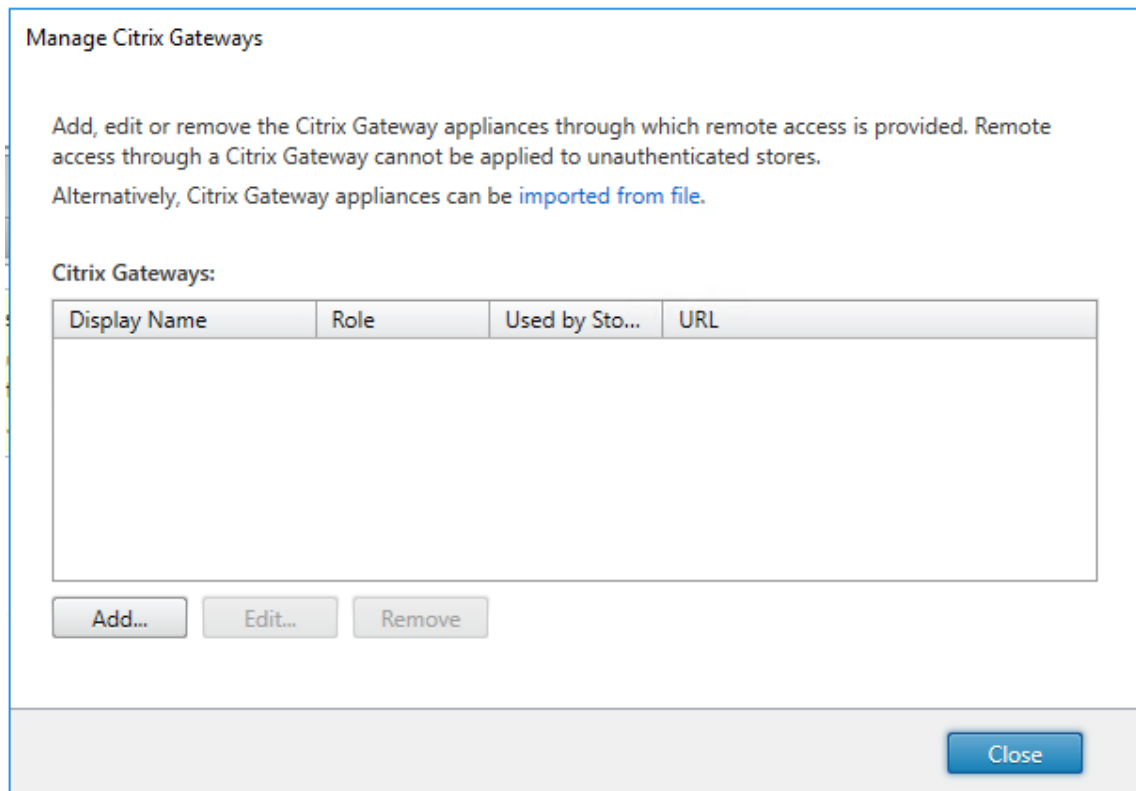 Manage Citrix Gateways
Add, edit or remove the Citrix Gateway appliances through which remote access is provided. Remote
access through a Citrix Gateway cannot be applied to unauthenticated stores.
Alternatively, Citrix Gateway appliances can be imported from file.
Citrix Gateways:
Display Name Role Used by Sto... URL
Add... Edit... Remove
Close